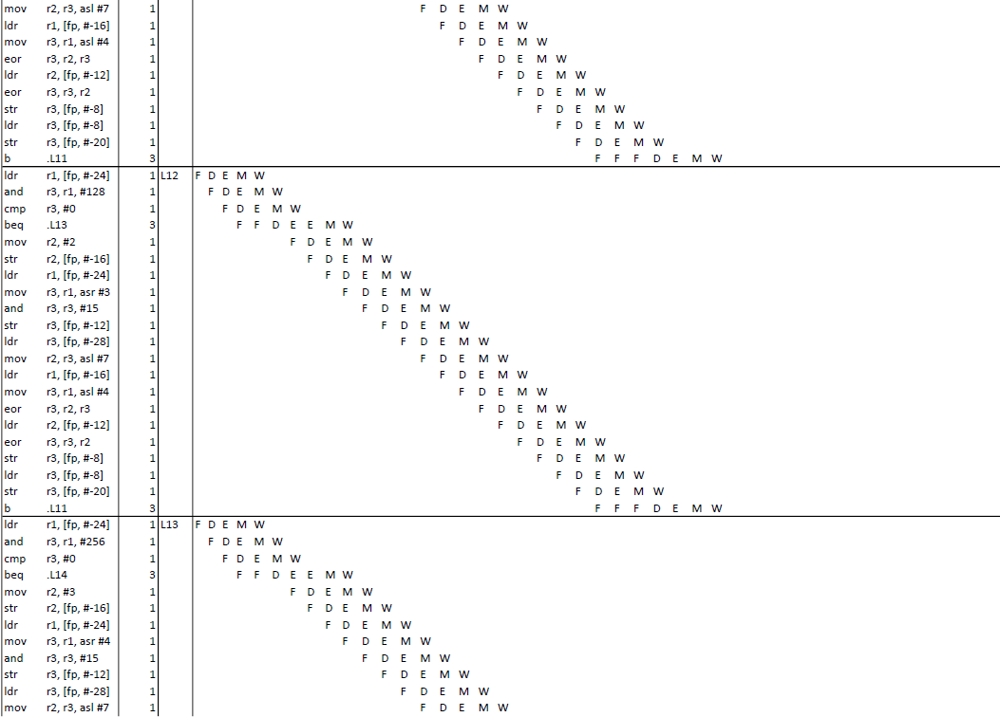 mov r2, r3, asl #7 1 F D E M W
ldr r1, [fp, #-16] 1 F D E M W
mov r3, r1, asl #4 1 F D E M W
eor r3, r2, r3 1 F D E M W
ldr r2, [fp, #-12] 1 F D E M W
eor r3, r3, r2 1 F D E M W
str r3, [fp, #-8] 1 F D E M W
ldr r3, [fp, #-8] 1 F D E M W
str r3, [fp, #-20] 1 F D E M W
b .L11 3 F F F D E M W
ldr r1, [fp, #-24] 1 L12 F D E M W
and r3, r1, #128 1 F D E M W
cmp r3, #0 1 F D E M W
beq .L13 3 F F D E E M W
mov r2, #2 1 F D E M W
str r2, [fp, #-16] 1 F D E M W
ldr r1, [fp, #-24] 1 F D E M W
mov r3, r1, asr #3 1 F D E M W
and r3, r3, #15 1 F D E M W
str r3, [fp, #-12] 1 F D E M W
ldr r3, [fp, #-28] 1 F D E M W
mov r2, r3, asl #7 1 F D E M W
ldr r1, [fp, #-16] 1 F D E M W
mov r3, r1, asl #4 1 F D E M W
eor r3, r2, r3 1 F D E M W
ldr r2, [fp, #-12] 1 F D E M W
eor r3, r3, r2 1 F D E M W
str r3, [fp, #-8] 1 F D E M W
ldr r3, [fp, #-8] 1 F D E M W
str r3, [fp, #-20] 1 F D E M W
b .L11 3 F F F D E M W
ldr r1, [fp, #-24] 1 L13 F D E M W
and r3, r1, #256 1 F D E M W
cmp r3, #0 1 F D E M W
beq .L14 3 F F D E E M W
mov r2, #3 1 F D E M W
str r2, [fp, #-16] 1 F D E M W
ldr r1, [fp, #-24] 1 F D E M W
mov r3, r1, asr #4 1 F D E M W
and r3, r3, #15 1 F D E M W
str r3, [fp, #-12] 1 F D E M W
ldr r3, [fp, #-28] 1 F D E M W
mov r2, r3, asl #7 1 F D E M W